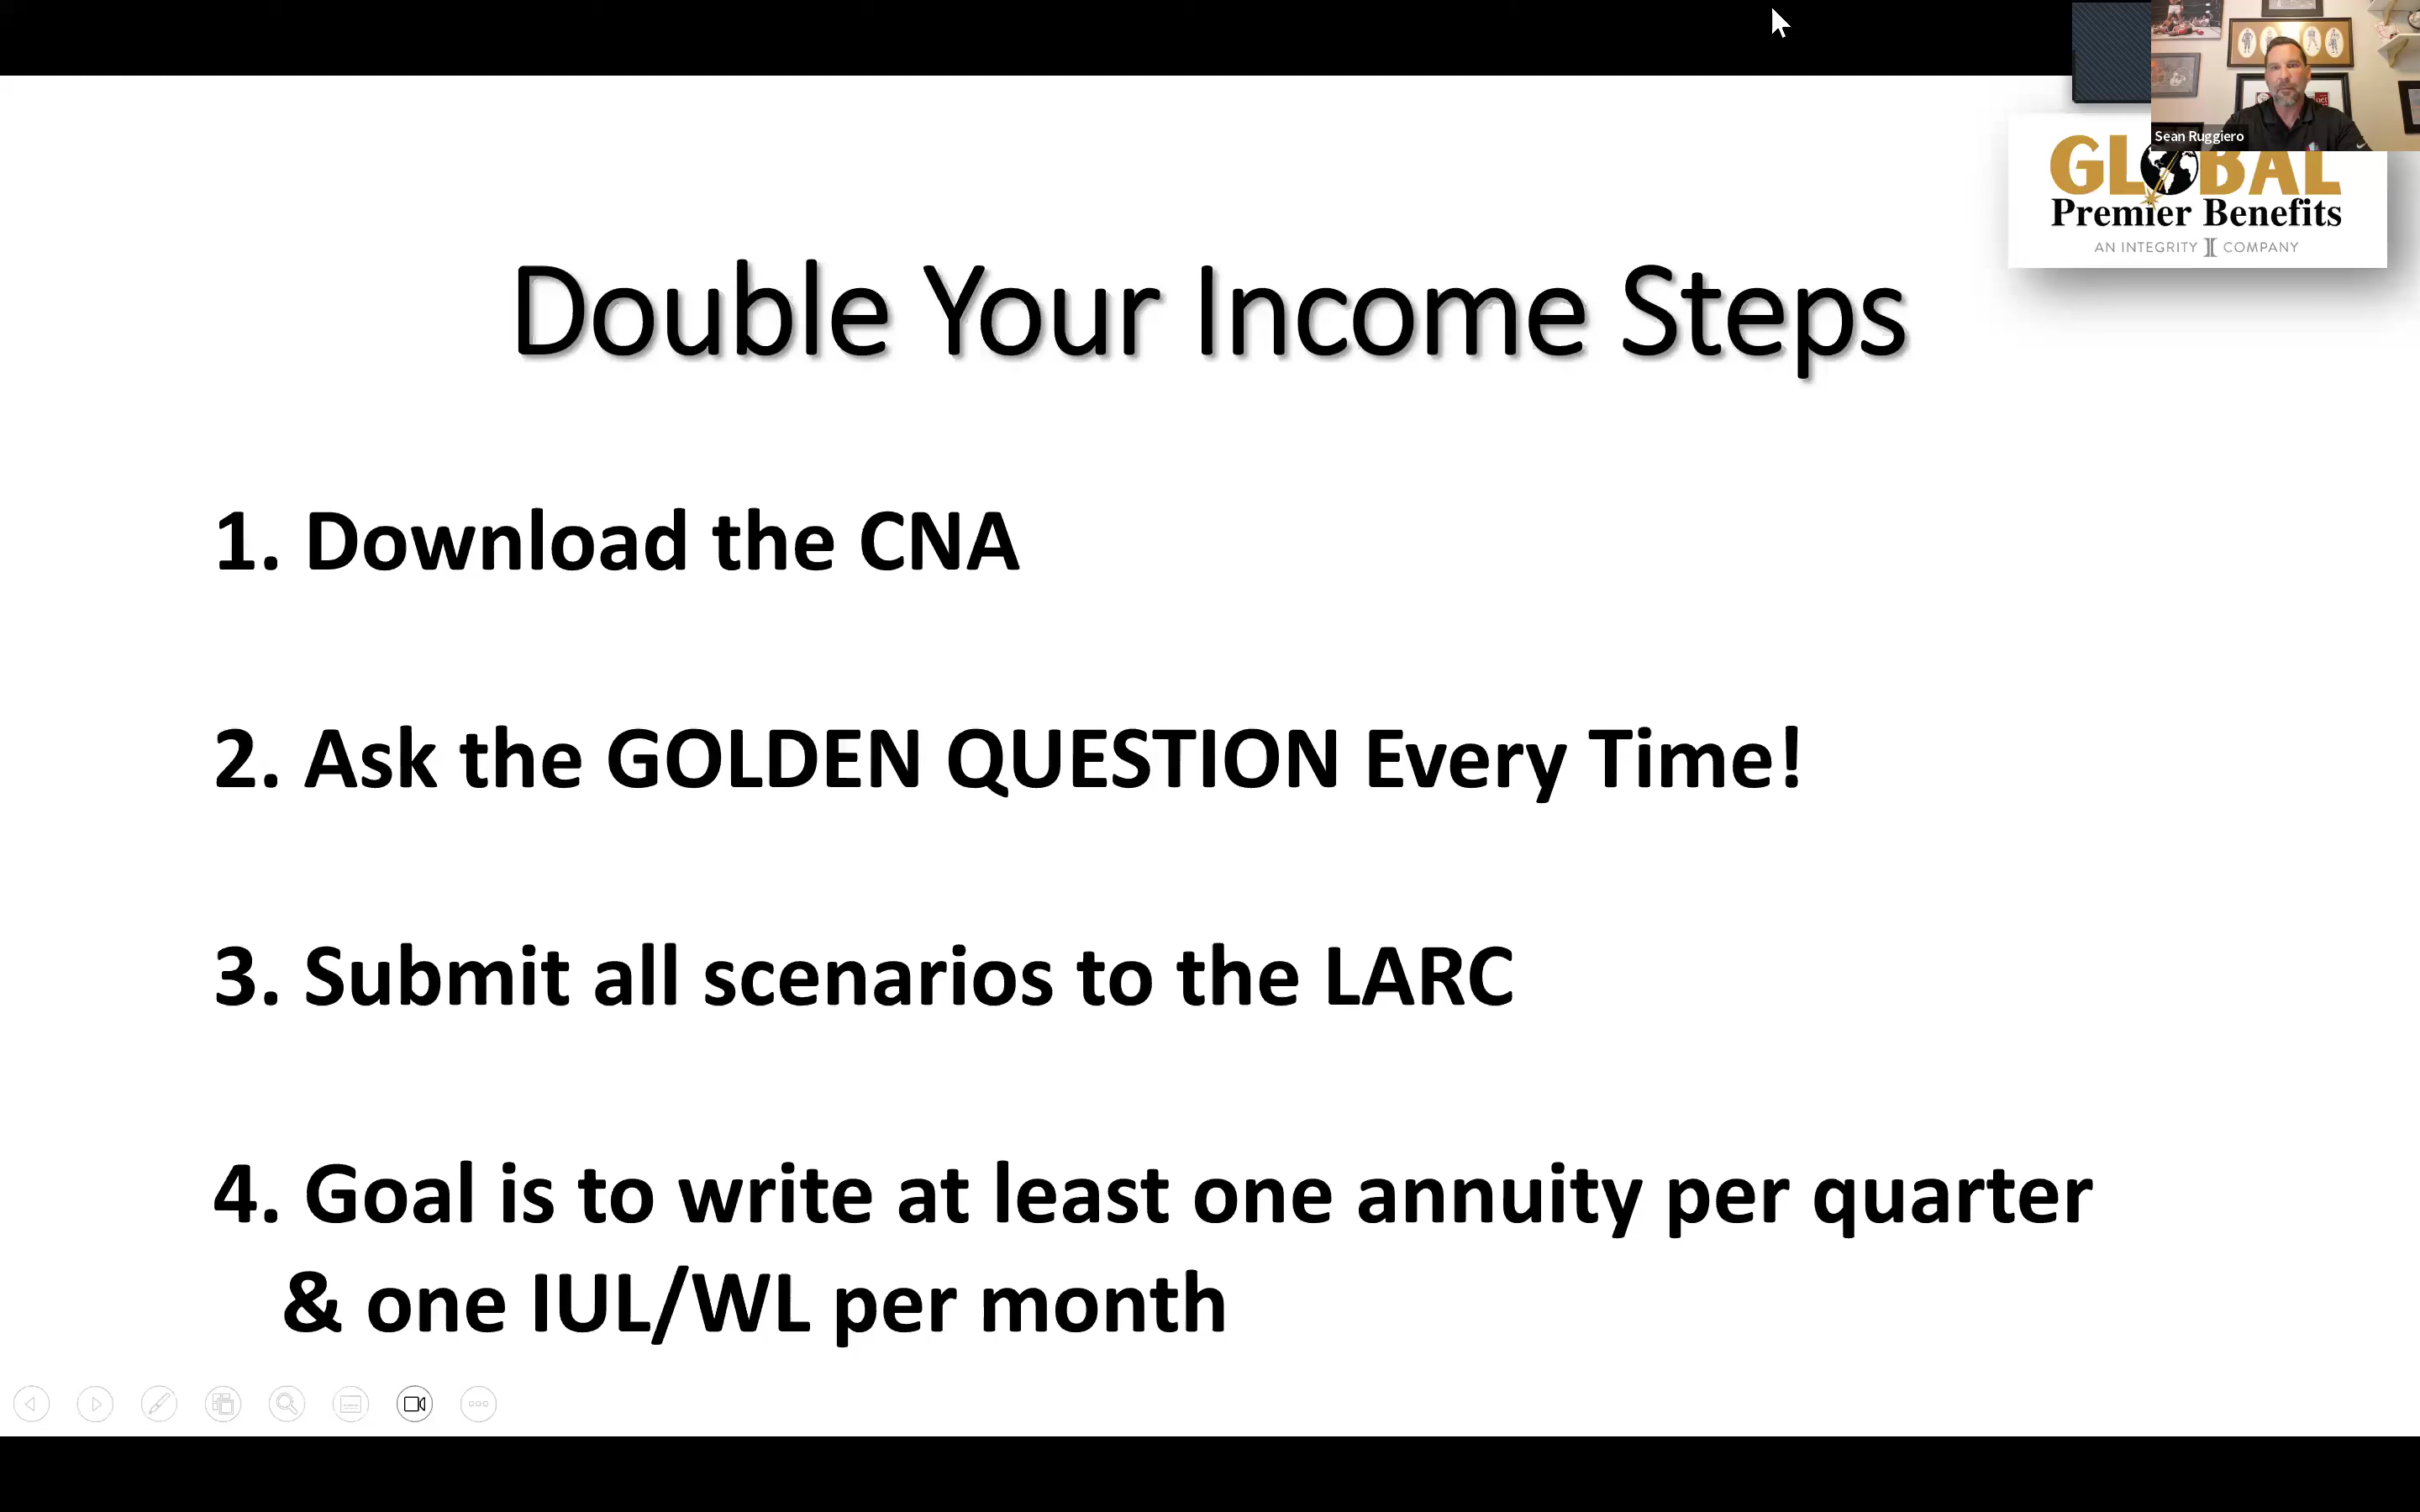 Sean Ruggiero
GLOBAL
Premier Benefits
AN INTEGRITY COMPANY
Double Your Income Steps
1. Download the CNA
2. Ask the GOLDEN QUESTION Every Time!
3. Submit all scenarios to the LARC
4. Goal is to write at least one annuity per quarter
& one IUL/WL per month